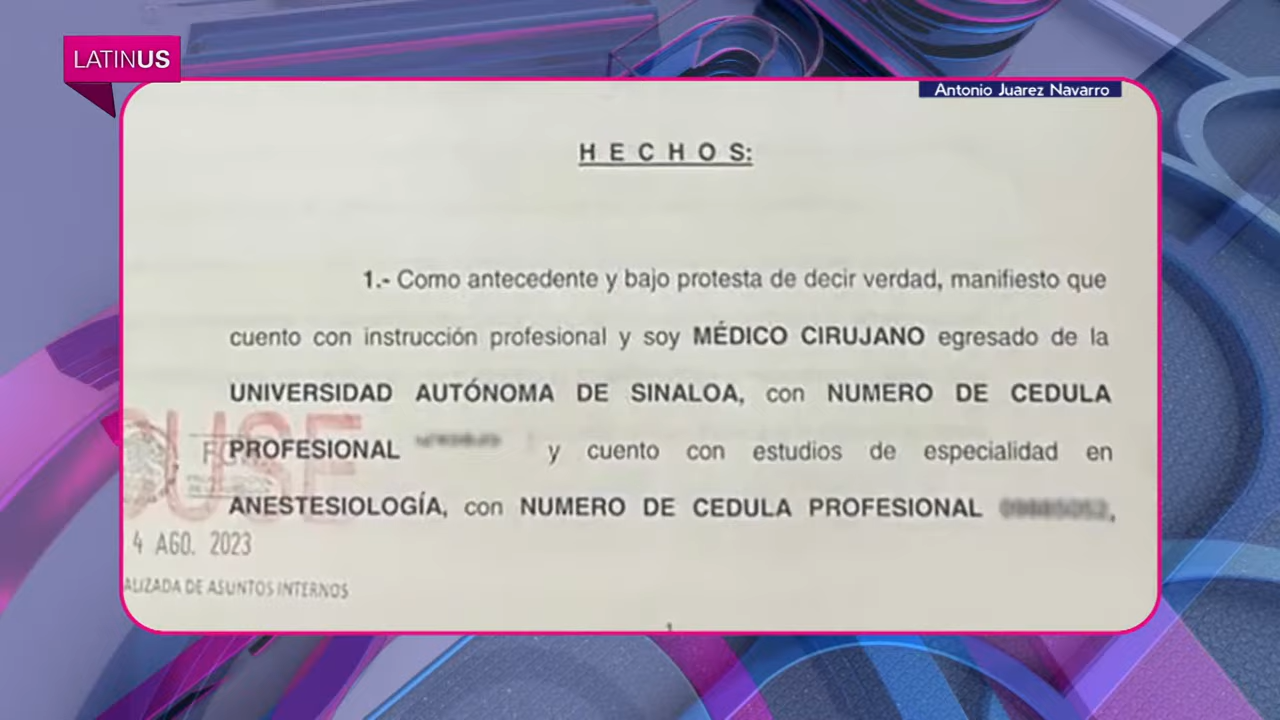 LATINUS
Antonio Juarez Navarro
H E C H O S:
1.- Como antecedente y bajo protesta de decir verdad, manifiesto que
cuento con instrucción profesional y soy MÉDICO CIRUJANO egresado de la
UNIVERSIDAD AUTÓNOMA DE SINALOA, con NUMERO DE CEDULA
PROFESIONAL y cuento con estudios de especialidad en
ANESTESIOLOGÍA, con NUMERO DE CEDULA PROFESIONAL ,
4 AGO. 2023
ALIZADA DE ASUNTOS INTERNOS